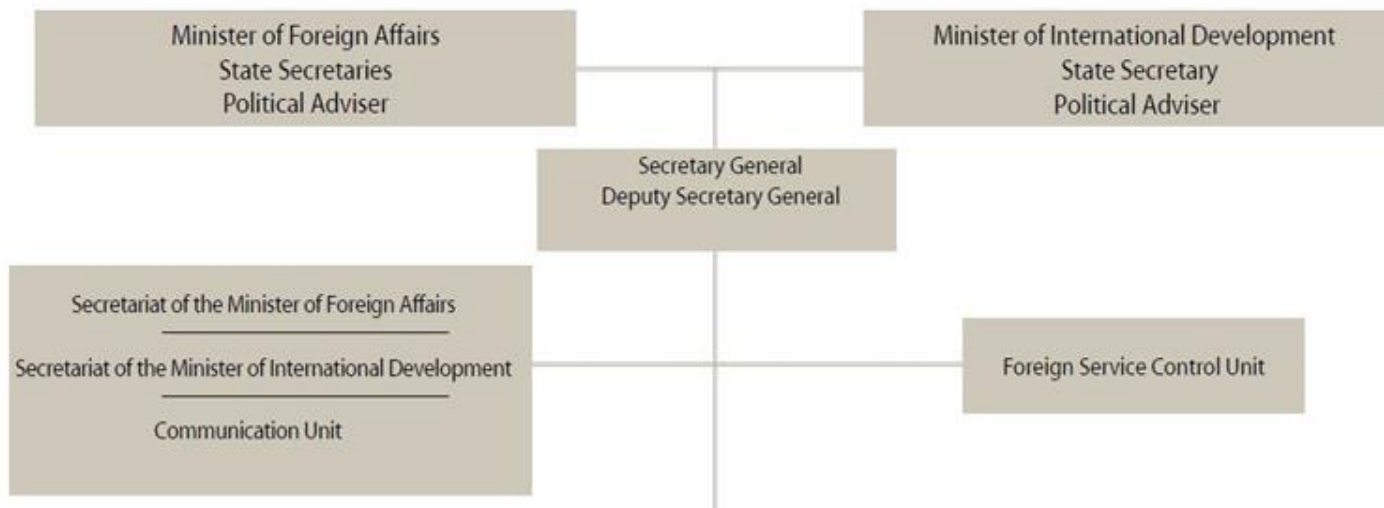 Minister of Foreign Affairs
State Secretaries
Political Adviser
Minister of International Development
State Secretary
Political Adviser
Secretary General
Deputy Secretary General
Secretariat of the Minister of Foreign Affairs
Secretariat of the Minister of International Development
Communication Unit
Foreign Service Control Unit